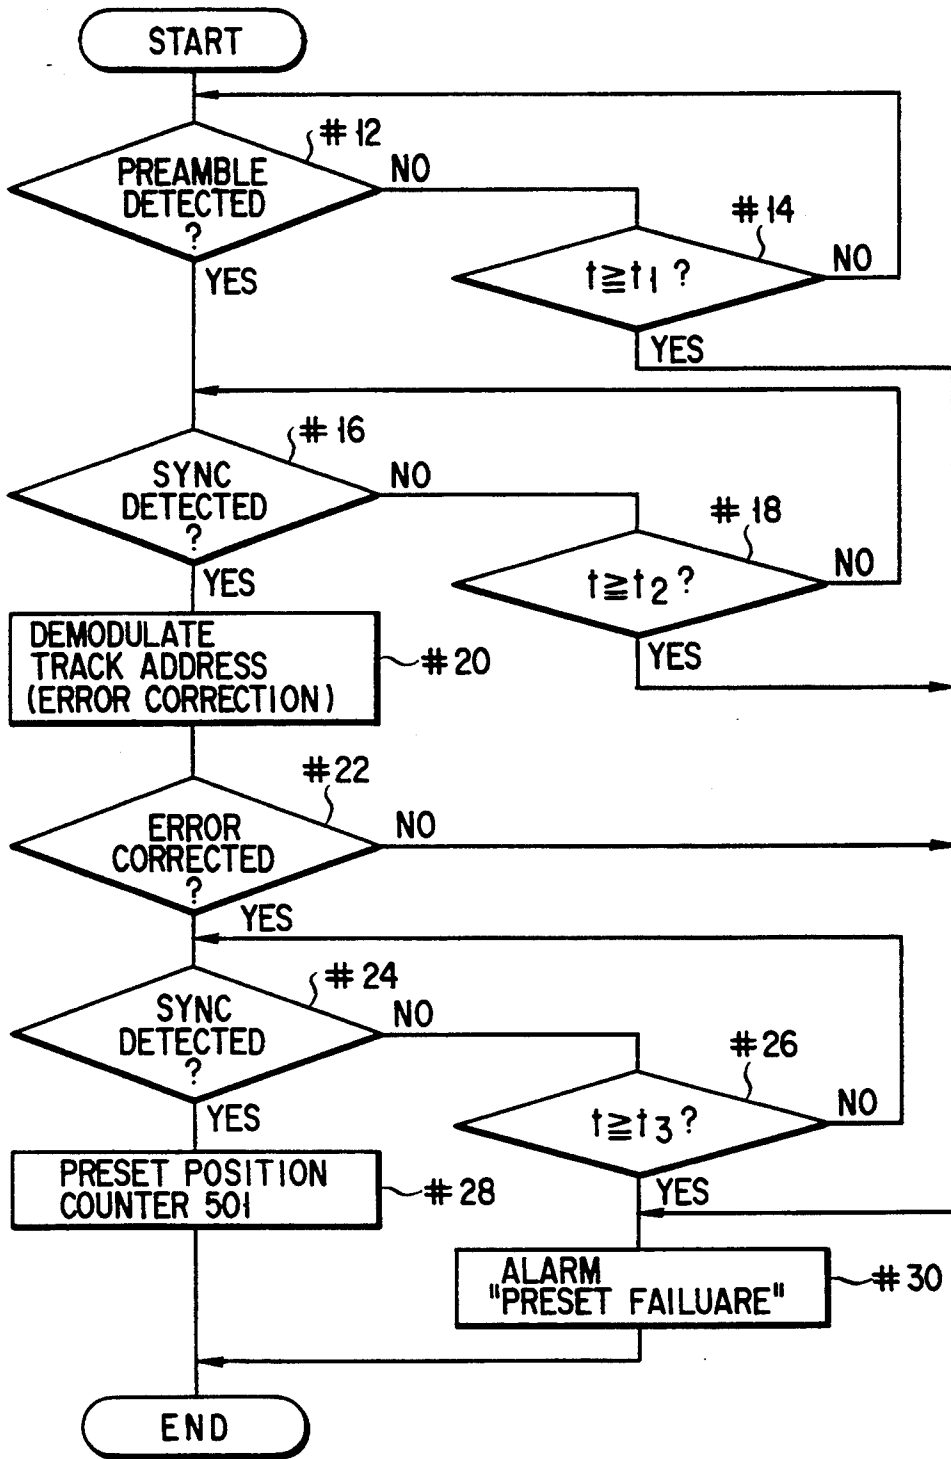 START
#12
PREAMBLE
DETECTED
?
NO
YES
#14
t≧t1 ?
NO
YES
#16
SYNC
DETECTED
?
NO
YES
#18
t≧t2 ?
NO
YES
DEMODULATE
TRACK ADDRESS
(ERROR CORRECTION)
#20
#22
ERROR
CORRECTED
?
NO
YES
#24
SYNC
DETECTED
?
NO
YES
#26
t≧t3 ?
NO
YES
PRESET POSITION
COUNTER 501
#28
ALARM
"PRESET FAILUARE"
#30
END